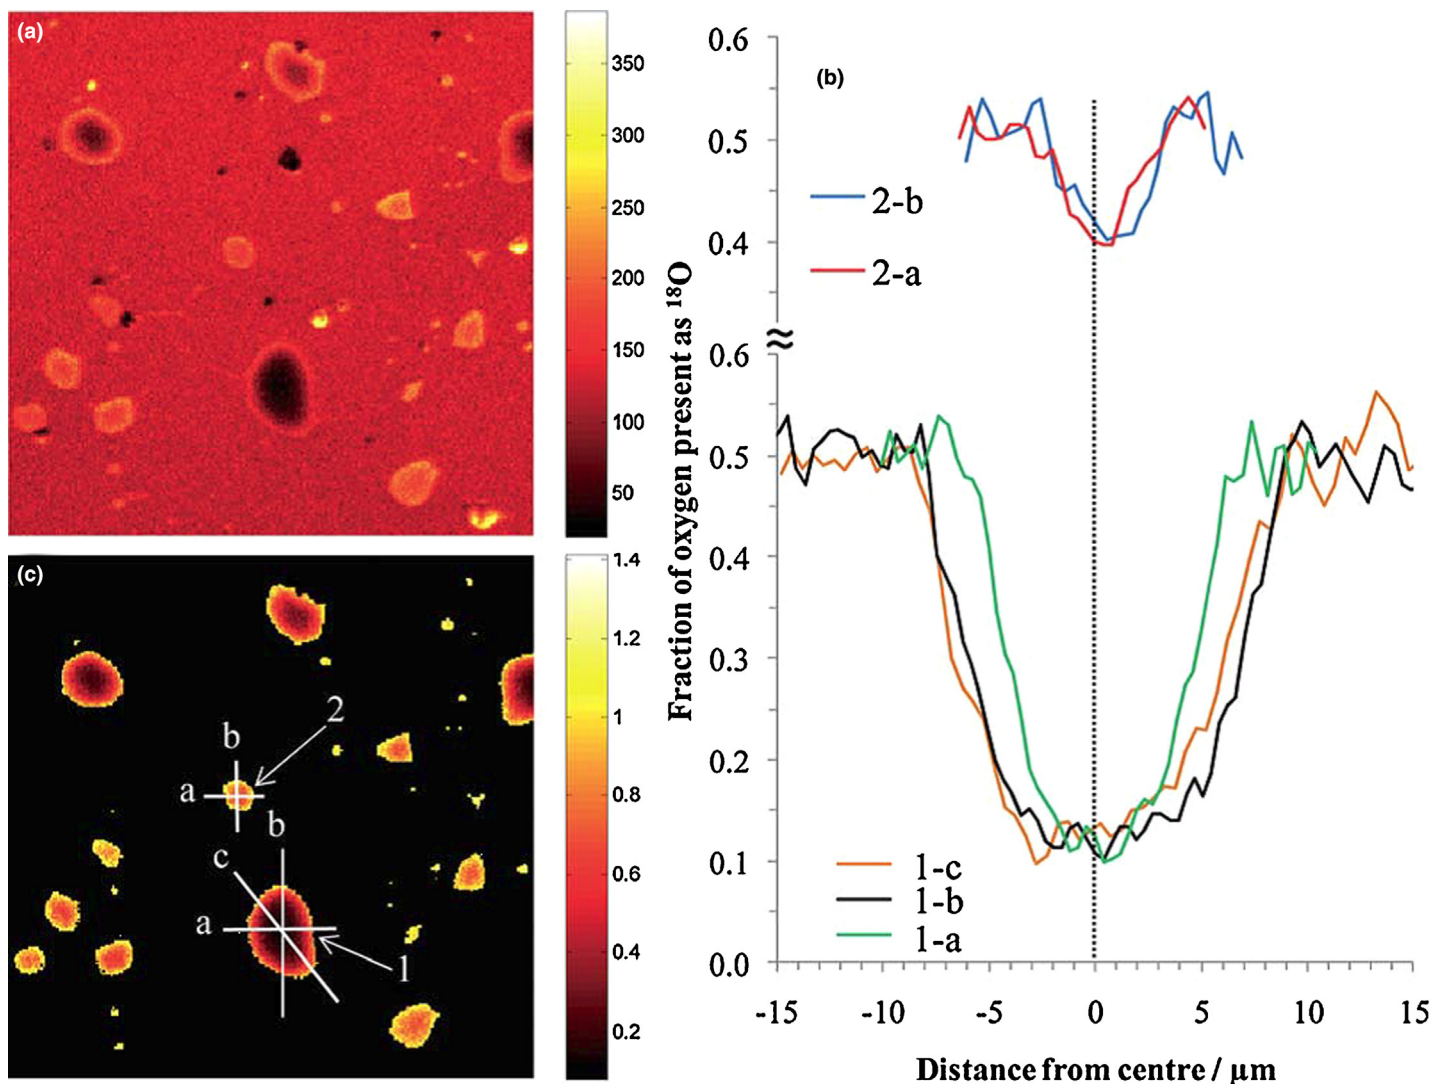 (a)
350
300
250
200
150
100
50
(c)
2
b
a
b
c
a
1
1.4
1.2
1
0.8
0.6
0.4
0.2
Fraction of oxygen present as ¹⁸O
(b)
0.6
0.5
0.4
2-b
2-a
≈
0.6
0.5
0.4
0.3
0.2
0.1
0.0
1-c
1-b
1-a
-15 -10 -5 0 5 10 15
Distance from centre / µm